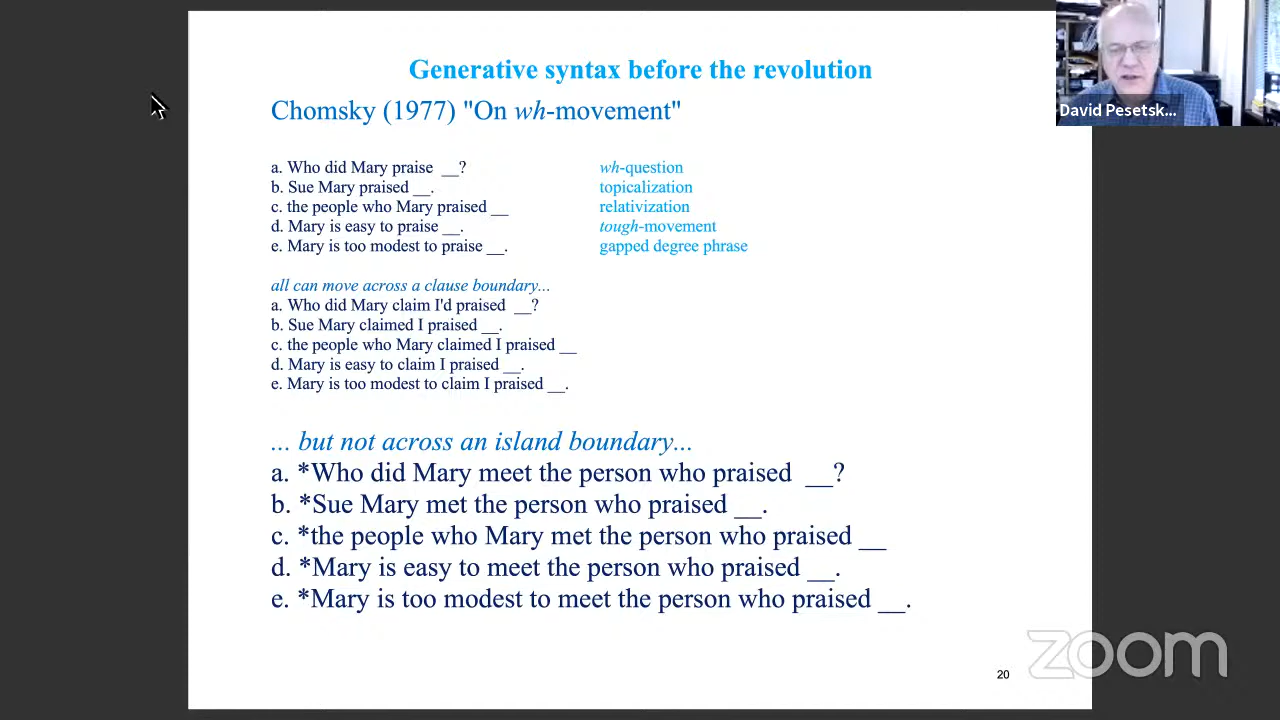 Generative syntax before the revolution
Chomsky (1977) "On wh-movement"
a. Who did Mary praise __? wh-question
b. Sue Mary praised __. topicalization
c. the people who Mary praised __ relativization
d. Mary is easy to praise __. tough-movement
e. Mary is too modest to praise __. gapped degree phrase
all can move across a clause boundary...
a. Who did Mary claim I'd praised __?
b. Sue Mary claimed I praised __.
c. the people who Mary claimed I praised __
d. Mary is easy to claim I praised __.
e. Mary is too modest to claim I praised __.
... but not across an island boundary...
a. *Who did Mary meet the person who praised __?
b. *Sue Mary met the person who praised __.
c. *the people who Mary met the person who praised __
d. *Mary is easy to meet the person who praised __.
e. *Mary is too modest to meet the person who praised __.
20
David Pesetsk...
zoom